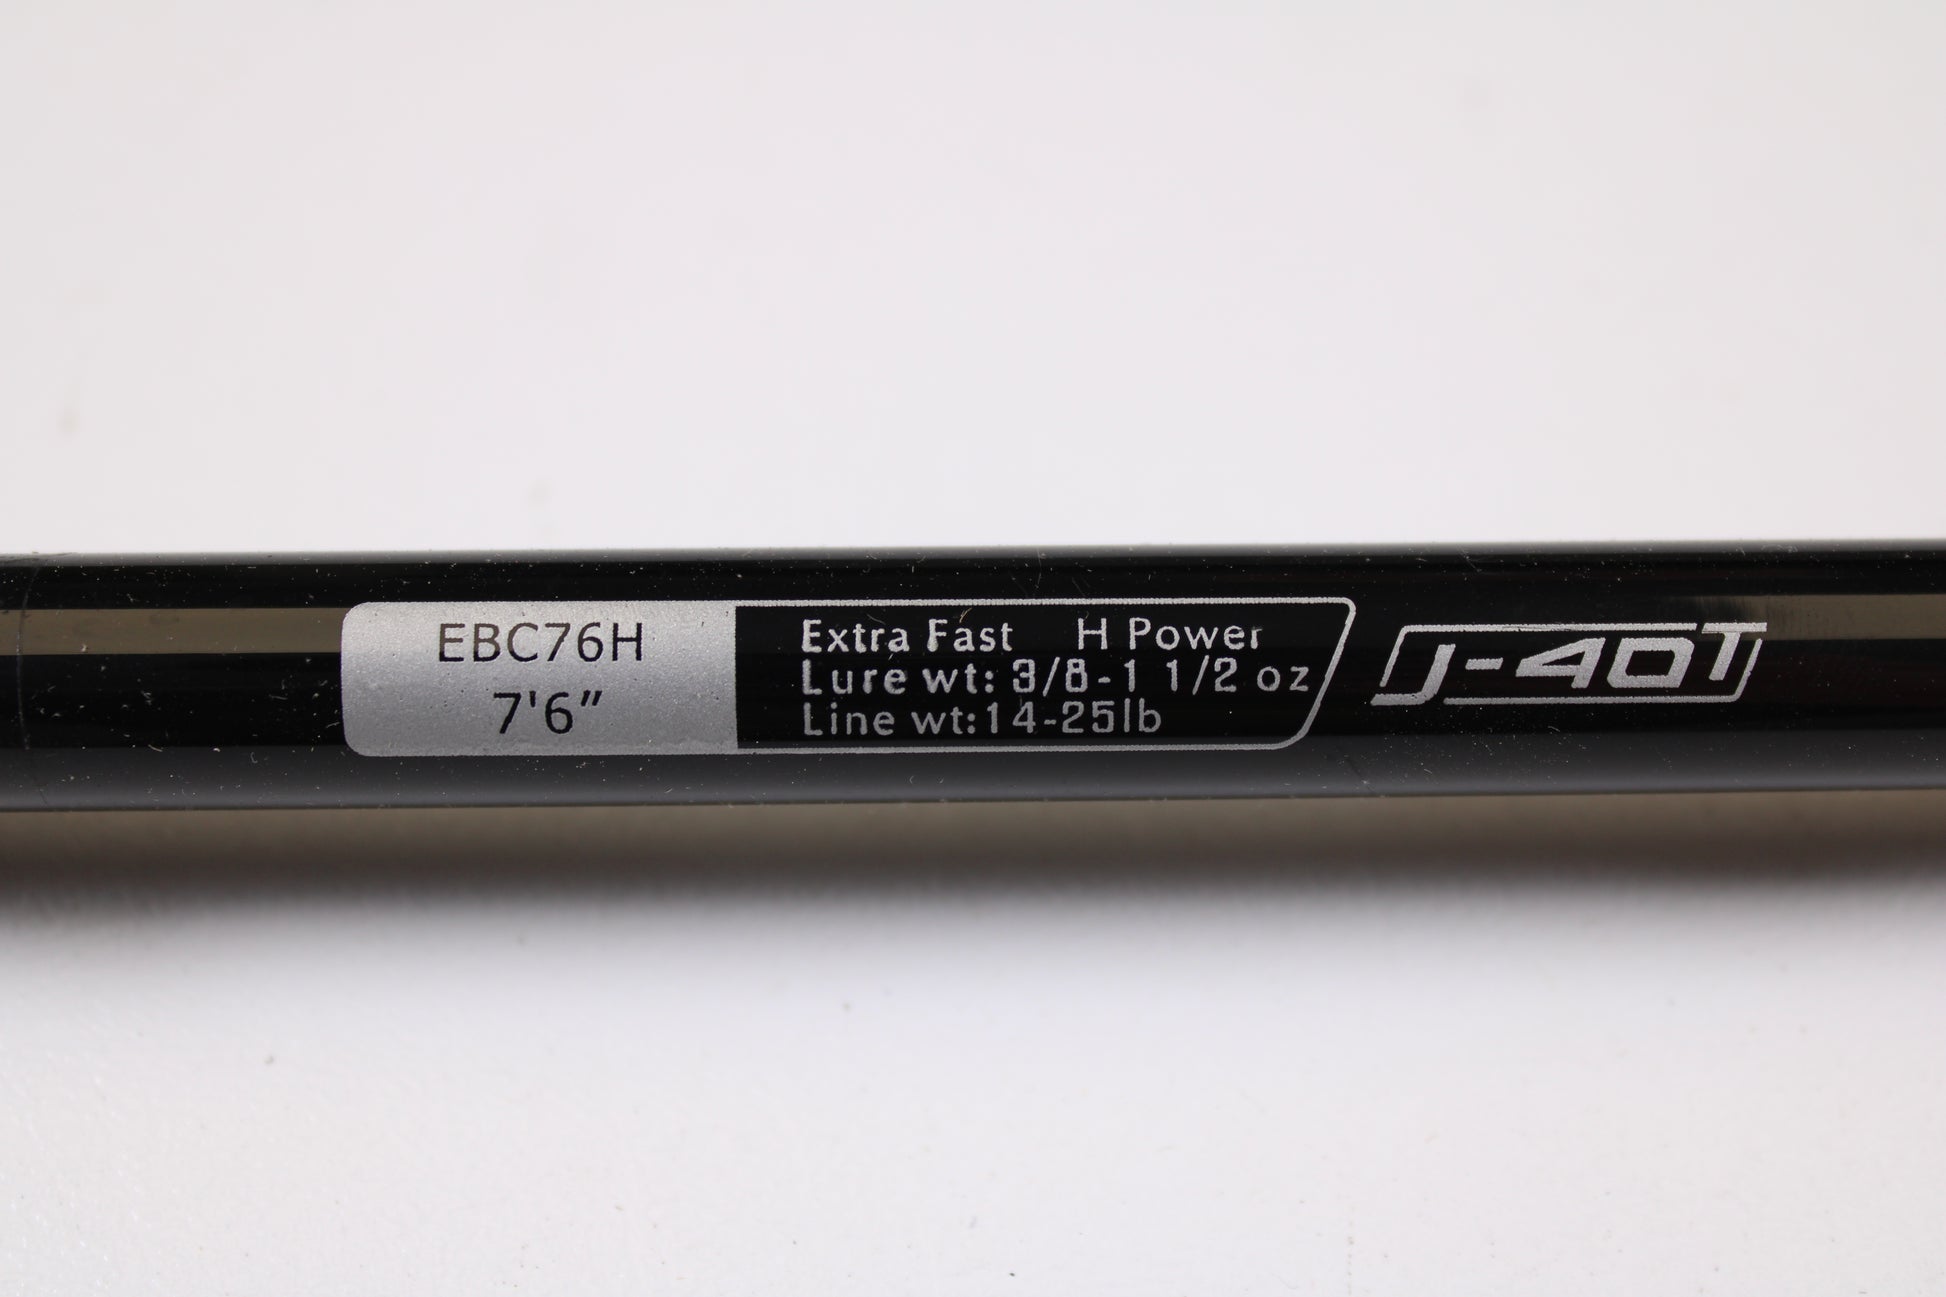 EBC76H
7'6"
Extra Fast H Power
Lure wt: 3/8-1 1/2 oz
Line wt:14-25lb
J-40T